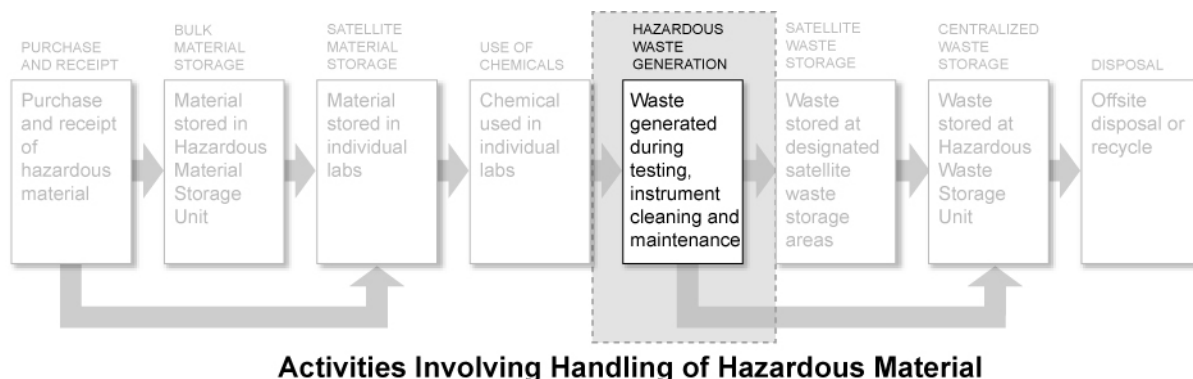 PURCHASE
AND RECEIPT
Purchase
and receipt
of
hazardous
material
BULK
MATERIAL
STORAGE
Material
stored in
Hazardous
Material
Storage
Unit
SATELLITE
MATERIAL
STORAGE
Material
stored in
individual
labs
USE OF
CHEMICALS
Chemical
used in
individual
labs
HAZARDOUS
WASTE
GENERATION
Waste
generated
during
testing,
instrument
cleaning and
maintenance
SATELLITE
WASTE
STORAGE
Waste
stored at
designated
satellite
waste
storage
areas
CENTRALIZED
WASTE
STORAGE
Waste
stored at
Hazardous
Waste
Storage
Unit
DISPOSAL
Offsite
disposal or
recycle
Activities Involving Handling of Hazardous Material